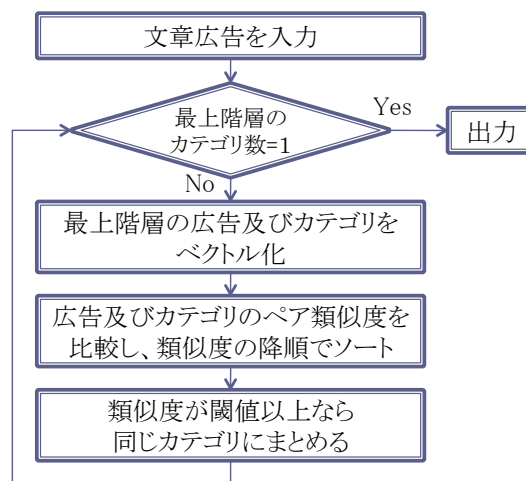 文章広告を入力
最上階層の
カテゴリ数=1
Yes
出力
No
最上階層の広告及びカテゴリを
ベクトル化
広告及びカテゴリのペア類似度を
比較し、類似度の降順でソート
類似度が閾値以上なら
同じカテゴリにまとめる